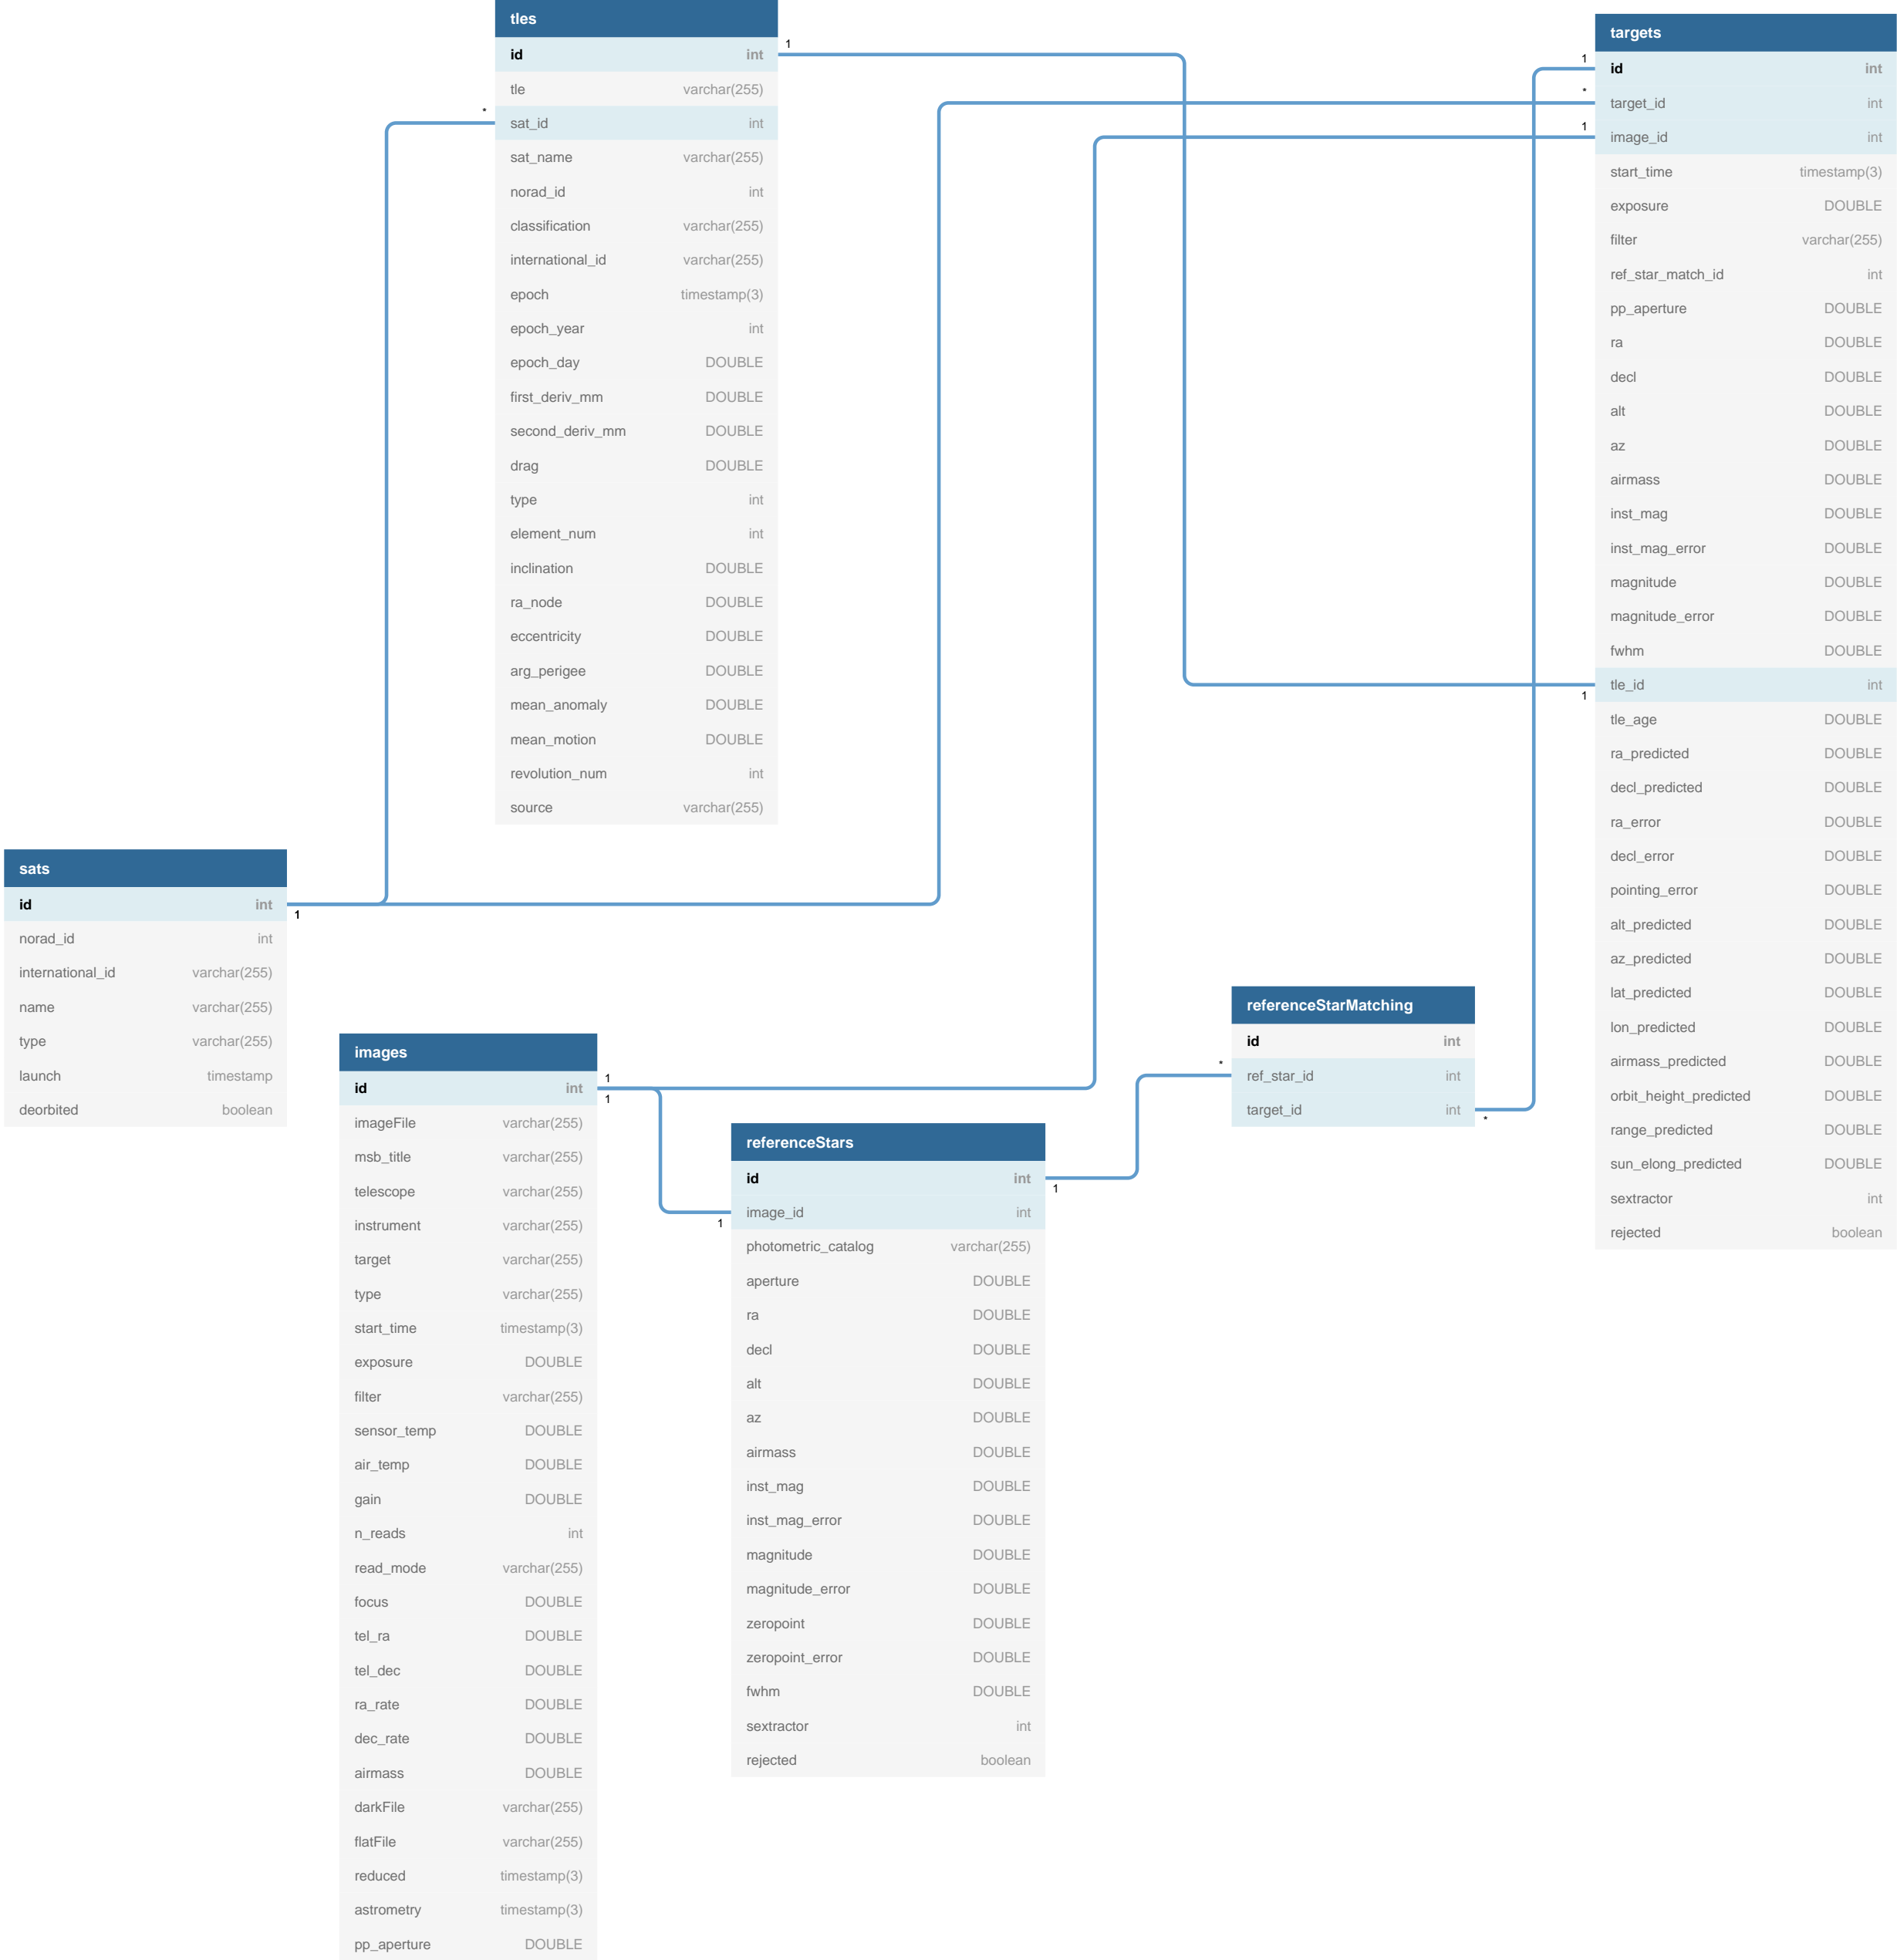 tles
id int
tle varchar(255)
sat_id int
sat_name varchar(255)
norad_id int
classification varchar(255)
international_id varchar(255)
epoch timestamp(3)
epoch_year int
epoch_day DOUBLE
first_deriv_mm DOUBLE
second_deriv_mm DOUBLE
drag DOUBLE
type int
element_num int
inclination DOUBLE
ra_node DOUBLE
eccentricity DOUBLE
arg_perigee DOUBLE
mean_anomaly DOUBLE
mean_motion DOUBLE
revolution_num int
source varchar(255)
1
*
targets
id int
target_id int
image_id int
start_time timestamp(3)
exposure DOUBLE
filter varchar(255)
ref_star_match_id int
pp_aperture DOUBLE
ra DOUBLE
decl DOUBLE
alt DOUBLE
az DOUBLE
airmass DOUBLE
inst_mag DOUBLE
inst_mag_error DOUBLE
magnitude DOUBLE
magnitude_error DOUBLE
fwhm DOUBLE
tle_id int
tle_age DOUBLE
ra_predicted DOUBLE
decl_predicted DOUBLE
ra_error DOUBLE
decl_error DOUBLE
pointing_error DOUBLE
alt_predicted DOUBLE
az_predicted DOUBLE
lat_predicted DOUBLE
lon_predicted DOUBLE
airmass_predicted DOUBLE
orbit_height_predicted DOUBLE
range_predicted DOUBLE
sun_elong_predicted DOUBLE
sextractor int
rejected boolean
1
*
1
1
sats
id int
norad_id int
international_id varchar(255)
name varchar(255)
type varchar(255)
launch timestamp
deorbited boolean
1
referenceStarMatching
id int
ref_star_id int
target_id int
*
*
images
id int
imageFile varchar(255)
msb_title varchar(255)
telescope varchar(255)
instrument varchar(255)
target varchar(255)
type varchar(255)
start_time timestamp(3)
exposure DOUBLE
filter varchar(255)
sensor_temp DOUBLE
air_temp DOUBLE
gain DOUBLE
n_reads int
read_mode varchar(255)
focus DOUBLE
tel_ra DOUBLE
tel_dec DOUBLE
ra_rate DOUBLE
dec_rate DOUBLE
airmass DOUBLE
darkFile varchar(255)
flatFile varchar(255)
reduced timestamp(3)
astrometry timestamp(3)
pp_aperture DOUBLE
1
1
referenceStars
id int
image_id int
photometric_catalog varchar(255)
aperture DOUBLE
ra DOUBLE
decl DOUBLE
alt DOUBLE
az DOUBLE
airmass DOUBLE
inst_mag DOUBLE
inst_mag_error DOUBLE
magnitude DOUBLE
magnitude_error DOUBLE
zeropoint DOUBLE
zeropoint_error DOUBLE
fwhm DOUBLE
sextractor int
rejected boolean
1
1